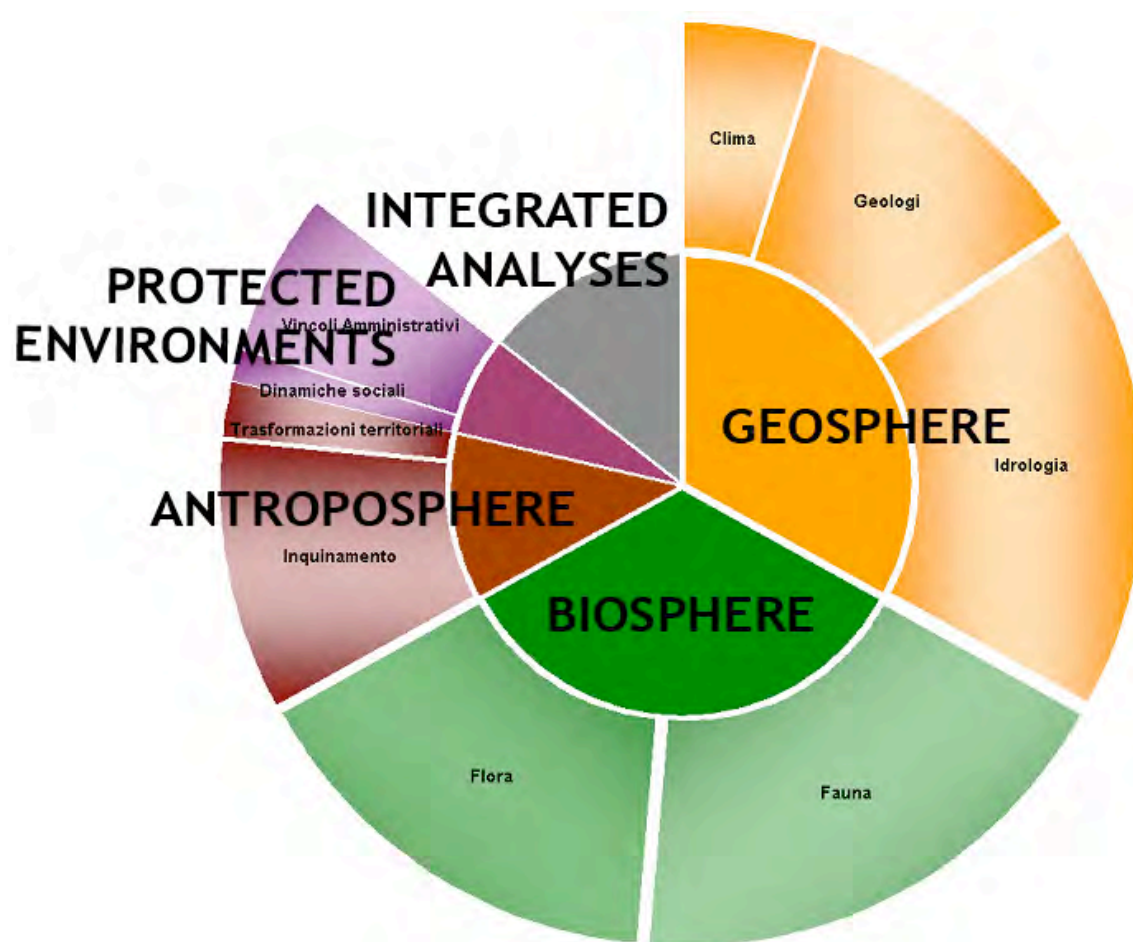 Clima
Geologi
INTEGRATED
ANALYSES
PROTECTED
ENVIRONMENTS
Vincoli Amministrativi
Dinamiche sociali
Trasformazioni territoriali
GEOSPHERE
Idrologia
ANTROPOSPHERE
Inquinamento
BIOSPHERE
Flora
Fauna